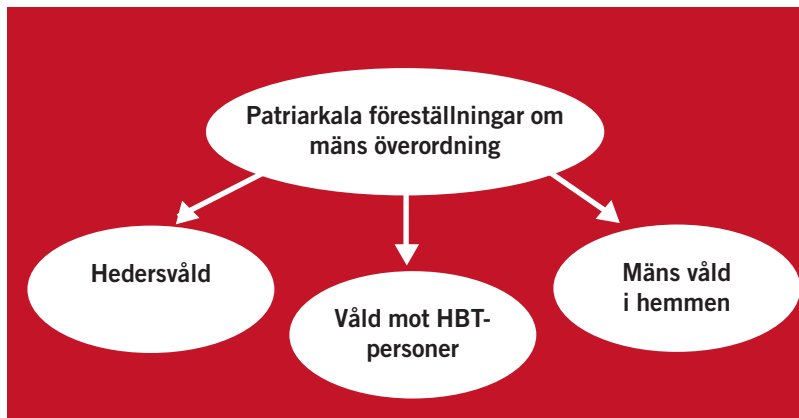 Patriarkala föreställningar om
mäns överordning
Hedersvåld
Våld mot HBT-
personer
Mäns våld
i hemmen